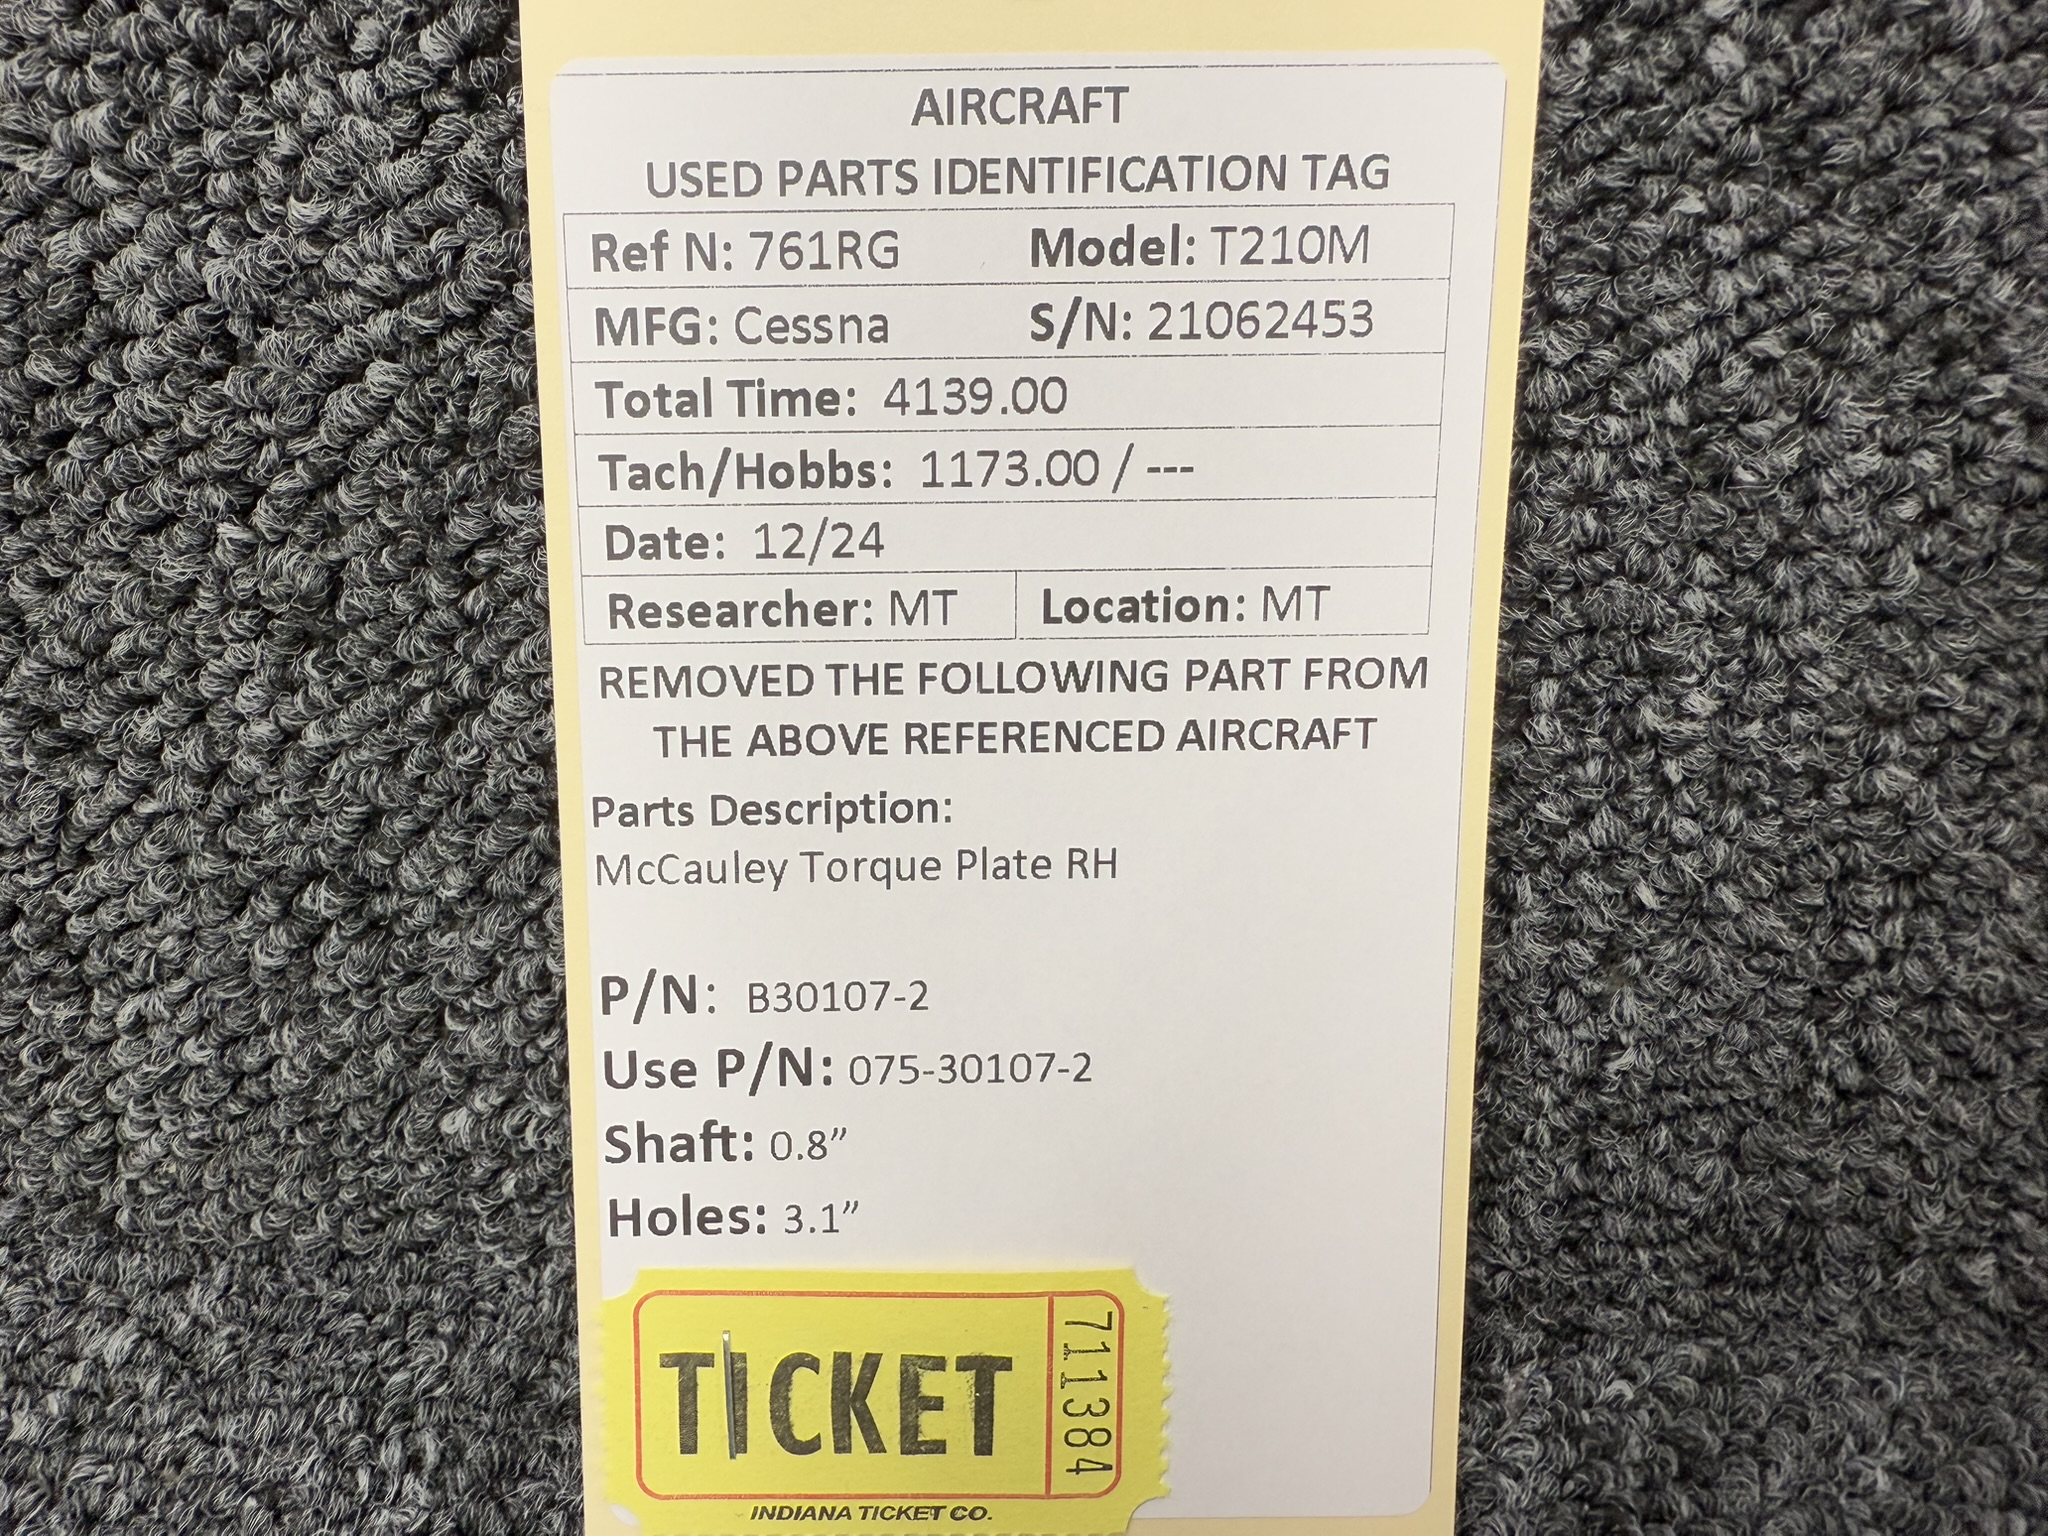 AIRCRAFT
USED PARTS IDENTIFICATION TAG
Ref N: 761RG Model: T210M
MFG: Cessna S/N: 21062453
Total Time: 4139.00
Tach/Hobbs: 1173.00 / ---
Date: 12/24
Researcher: MT Location: MT
REMOVED THE FOLLOWING PART FROM
THE ABOVE REFERENCED AIRCRAFT
Parts Description:
McCauley Torque Plate RH
P/N: B30107-2
Use P/N: 075-30107-2
Shaft: 0.8”
Holes: 3.1”
TICKET
711384
INDIANA TICKET CO.